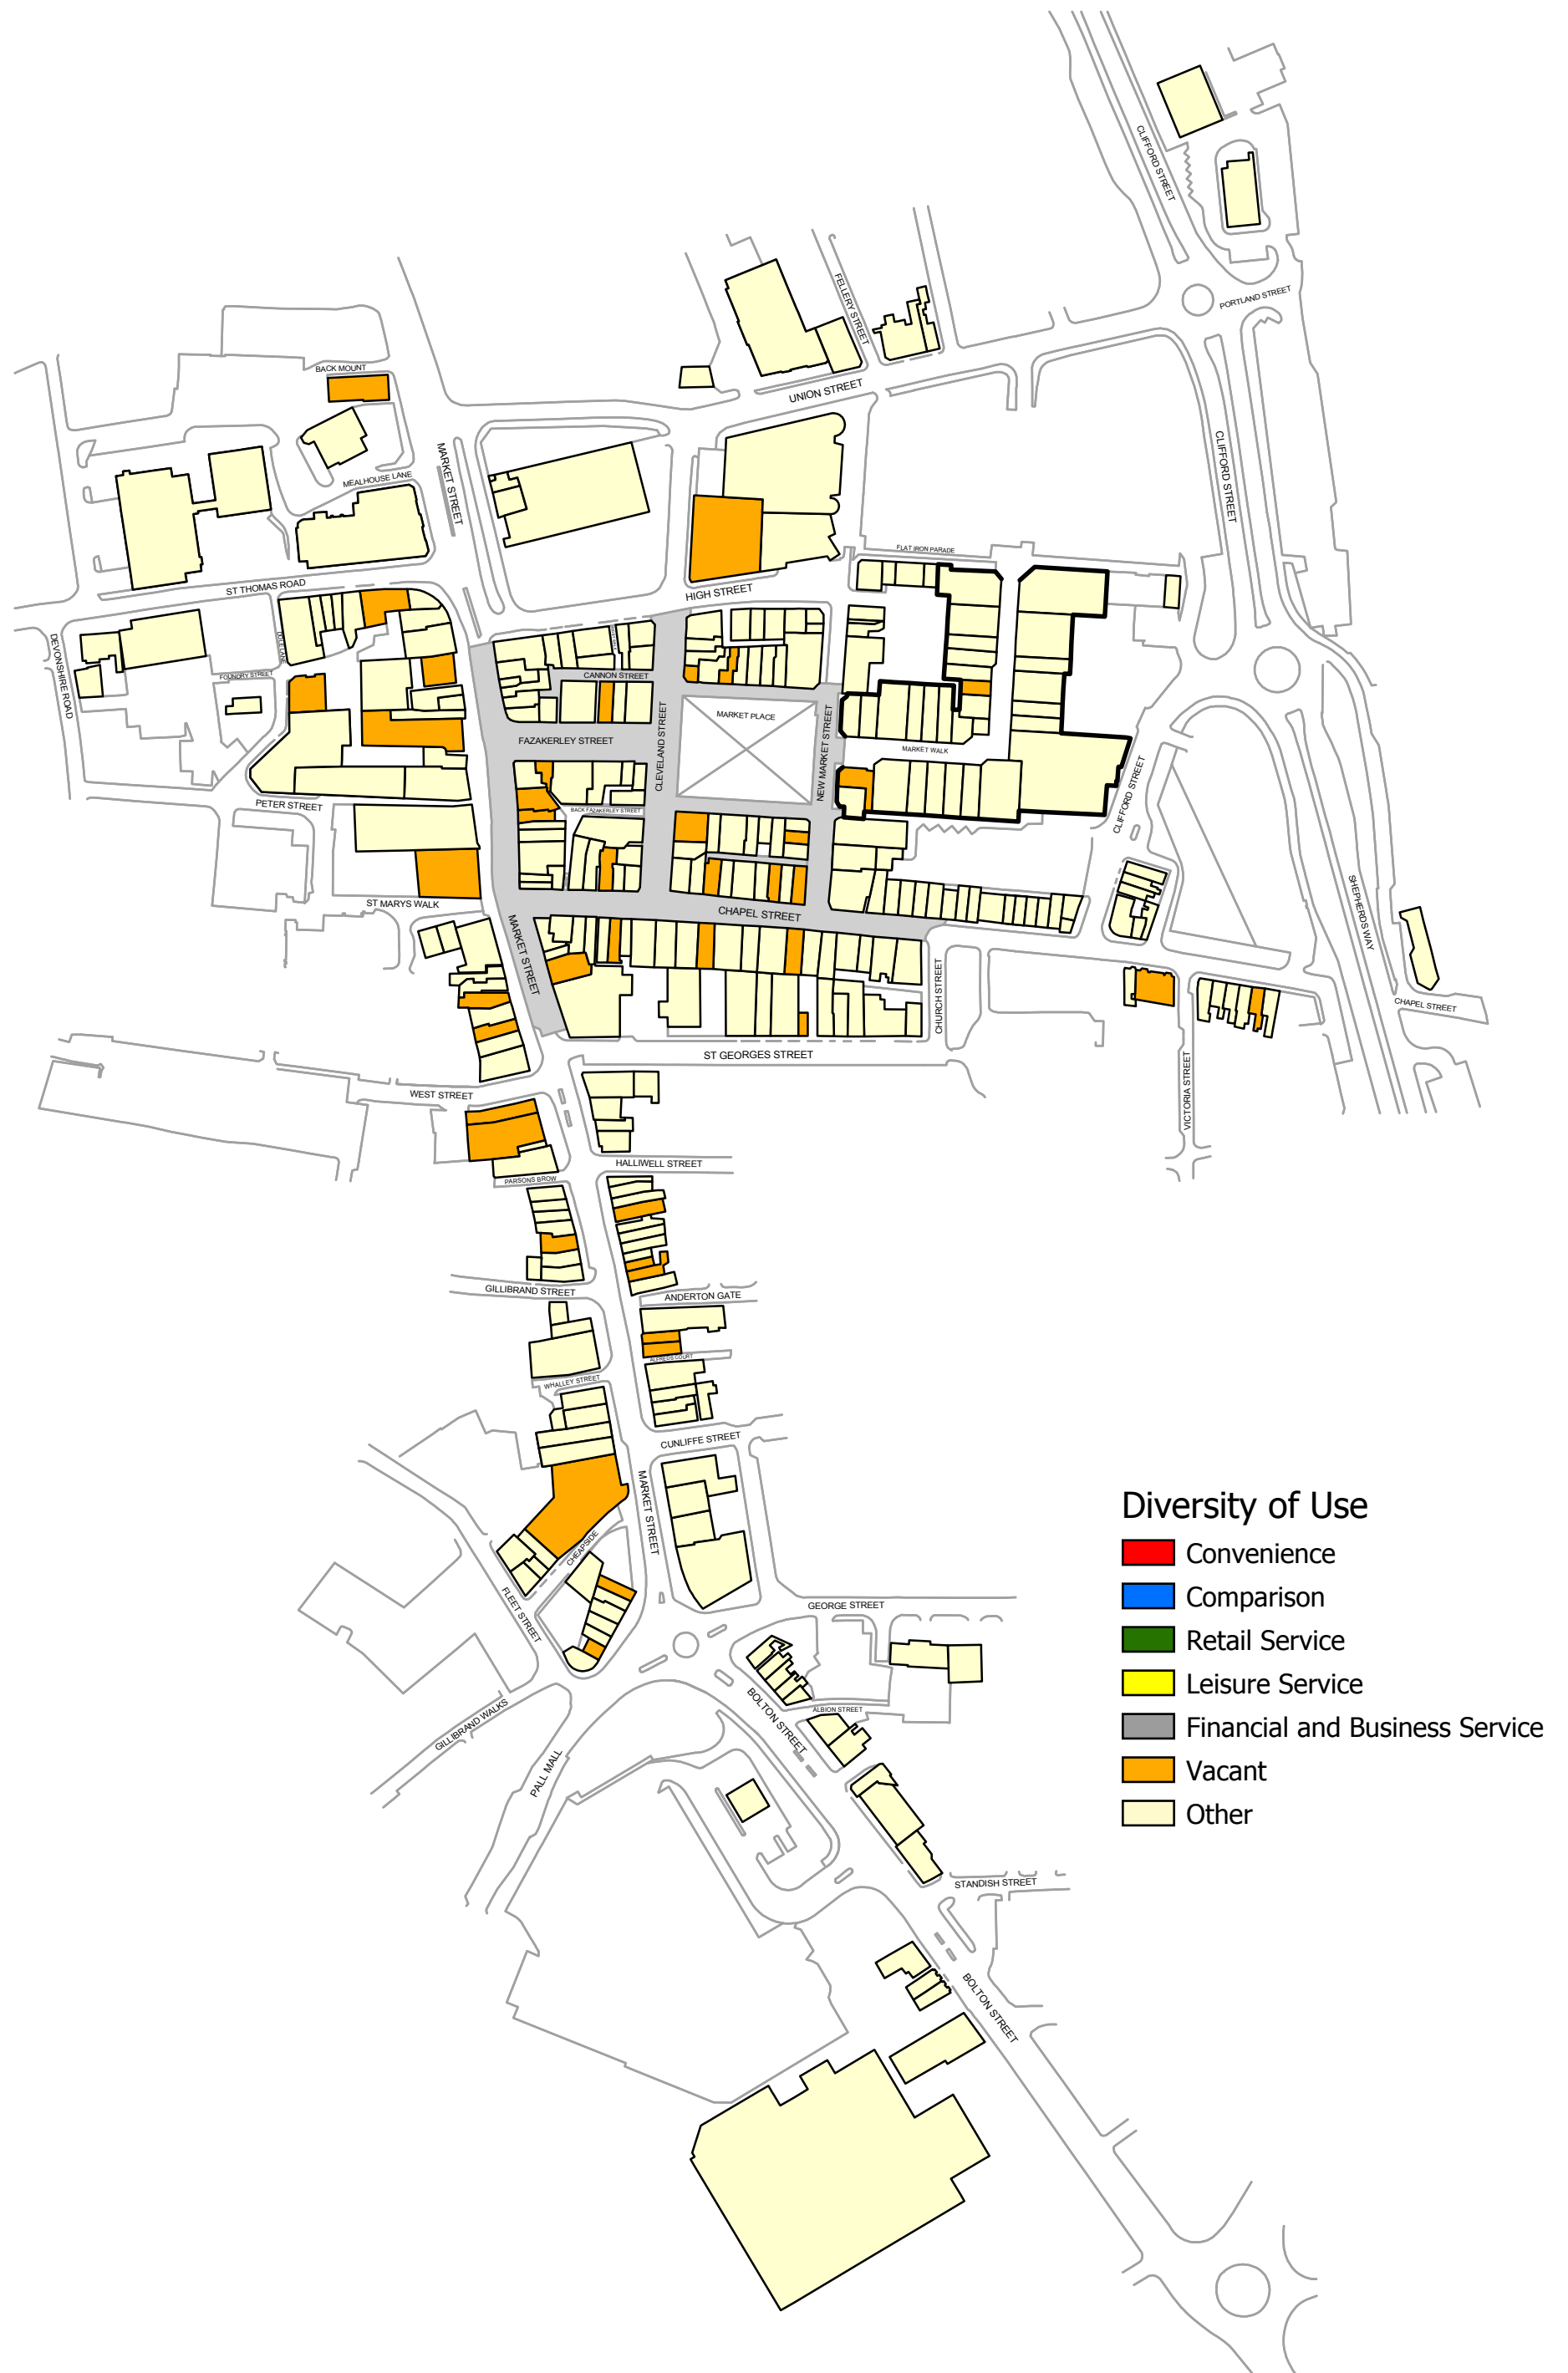 CLIFFORD STREET
PORTLAND STREET
FELLERY STREET
UNION STREET
BACK MOUNT
MEALHOUSE LANE
MARKET STREET
CLIFFORD STREET
FLAT IRON PARADE
ST THOMAS ROAD
HIGH STREET
DEVONSHIRE ROAD
FOUNDRY STREET
CANNON STREET
MARKET PLACE
FAZAKERLEY STREET
CLEVELAND STREET
NEW MARKET STREET
MARKET WALK
CLIFFORD STREET
PETER STREET
BACK FAZAKERLEY STREET
ST MARYS WALK
CHAPEL STREET
MARKET STREET
SHEPHERDS WAY
CHAPEL STREET
CHURCH STREET
ST GEORGES STREET
WEST STREET
VICTORIA STREET
HALLIWELL STREET
PARSONS BROW
GILLIBRAND STREET
ANDERTON GATE
ALFREDS COURT
WHALLEY STREET
CUNLIFFE STREET
MARKET STREET
CHEAPSIDE
FLEET STREET
GEORGE STREET
GILLIBRAND WALKS
BOLTON STREET
ALBION STREET
PALL MALL
STANDISH STREET
BOLTON STREET
Diversity of Use
Convenience
Comparison
Retail Service
Leisure Service
Financial and Business Service
Vacant
Other